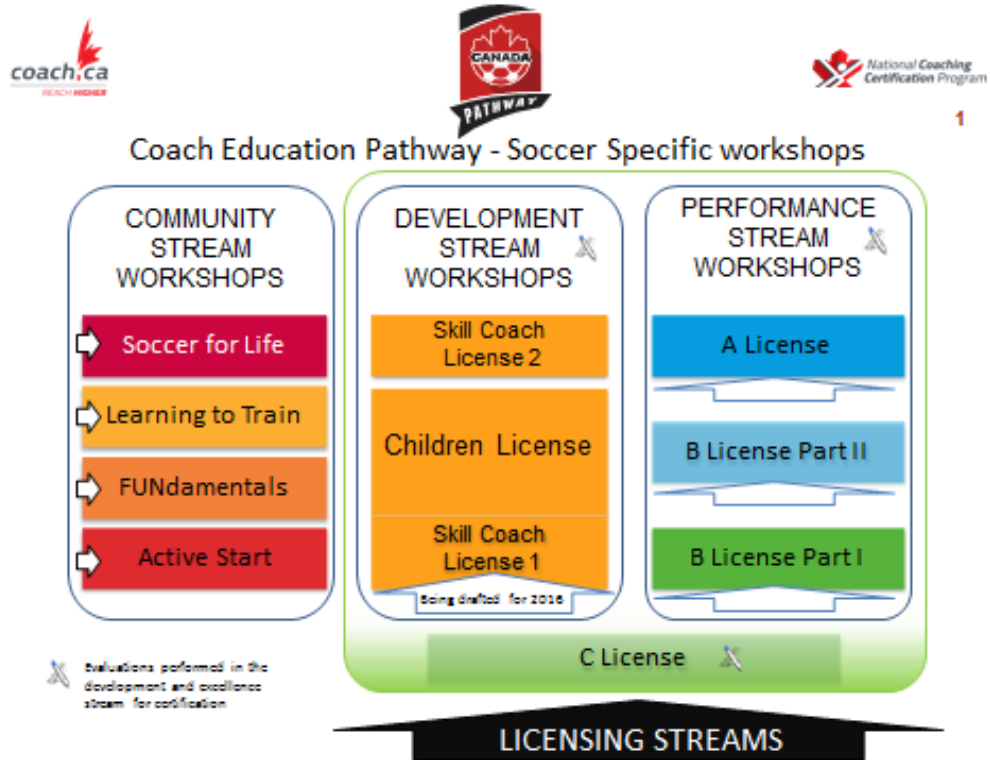 coach.ca
REACH HIGHER
CANADA
PATHWAY
National Coaching
Certification Program
1
Coach Education Pathway - Soccer Specific workshops
COMMUNITY
STREAM
WORKSHOPS
Soccer for Life
Learning to Train
FUNdamentals
Active Start
DEVELOPMENT
STREAM
WORKSHOPS
Skill Coach
License 2
Children License
Skill Coach
License 1
Being drafted for 2016
PERFORMANCE
STREAM
WORKSHOPS
A License
B License Part II
B License Part I
C License
Evaluations performed in the
development and excellence
stream for certification
LICENSING STREAMS